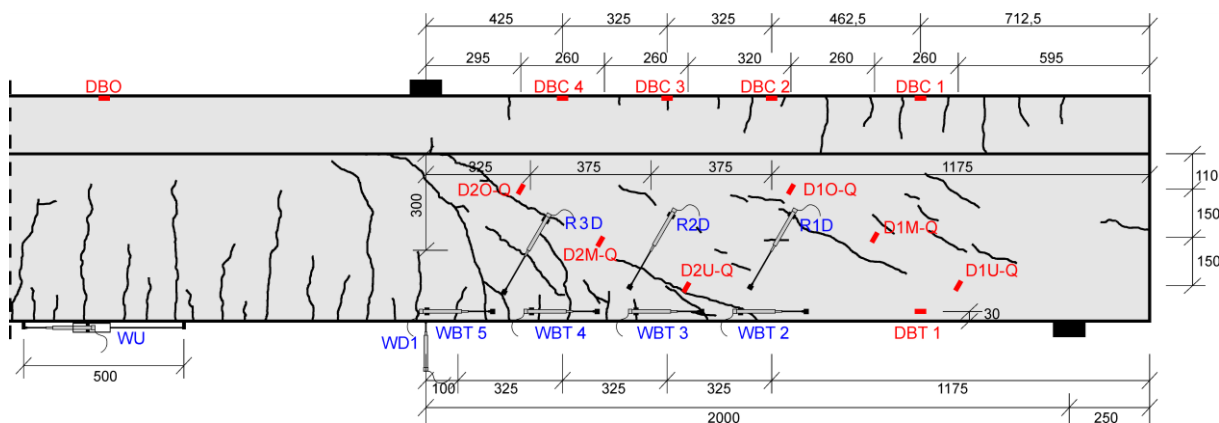 425 325 325 462,5 712,5
295 260 260 320 260 260 595
DBO DBC 4 DBC 3 DBC 2 DBC 1
325 375 375 1175
110
D2O-Q D1O-Q
110
300
R3D R2D R1D D1M-Q
150
D2M-Q
D2U-Q D1U-Q
150
30
WU WD1 WBT 5 WBT 4 WBT 3 WBT 2 DBT 1
500
100 325 325 325 1175
2000 250